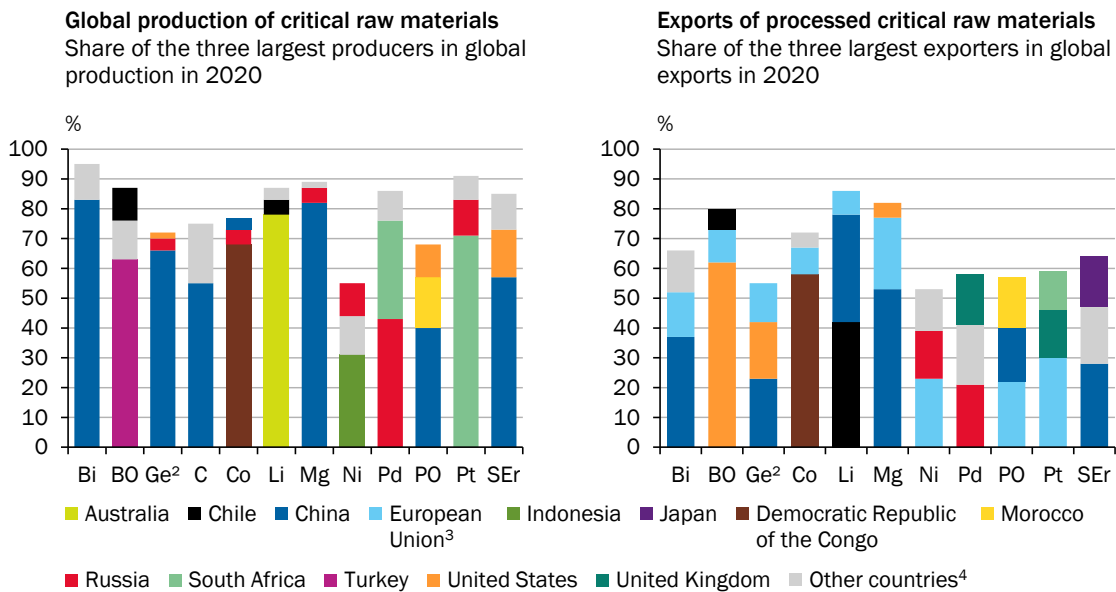 Global production of critical raw materials
Share of the three largest producers in global
production in 2020
%
100
90
80
70
60
50
40
30
20
10
0
Bi BO Ge² C Co Li Mg Ni Pd PO Pt SEr
Exports of processed critical raw materials
Share of the three largest exporters in global
exports in 2020
%
100
90
80
70
60
50
40
30
20
10
0
Bi BO Ge² Co Li Mg Ni Pd PO Pt SEr
Australia Chile China European Indonesia Japan Democratic Republic Morocco
Union³ of the Congo
Russia South Africa Turkey United States United Kingdom Other countries⁴